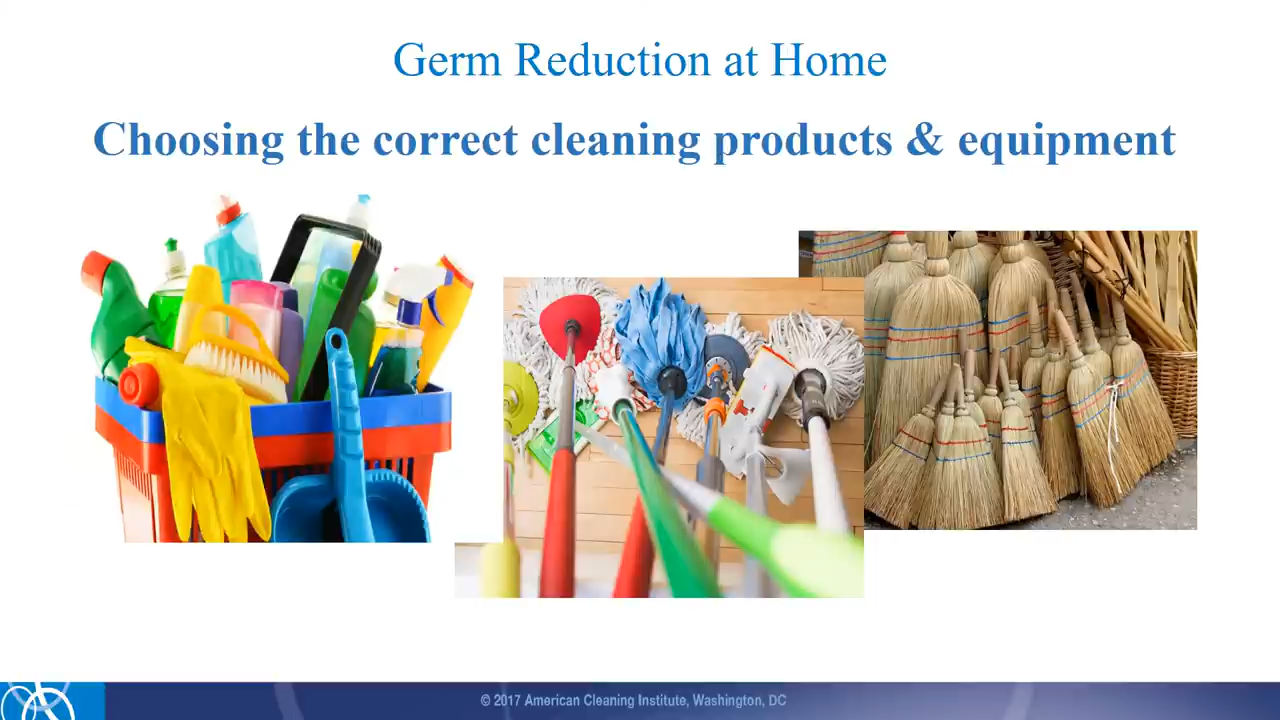 Germ Reduction at Home
Choosing the correct cleaning products & equipment
© 2017 American Cleaning Institute, Washington, DC